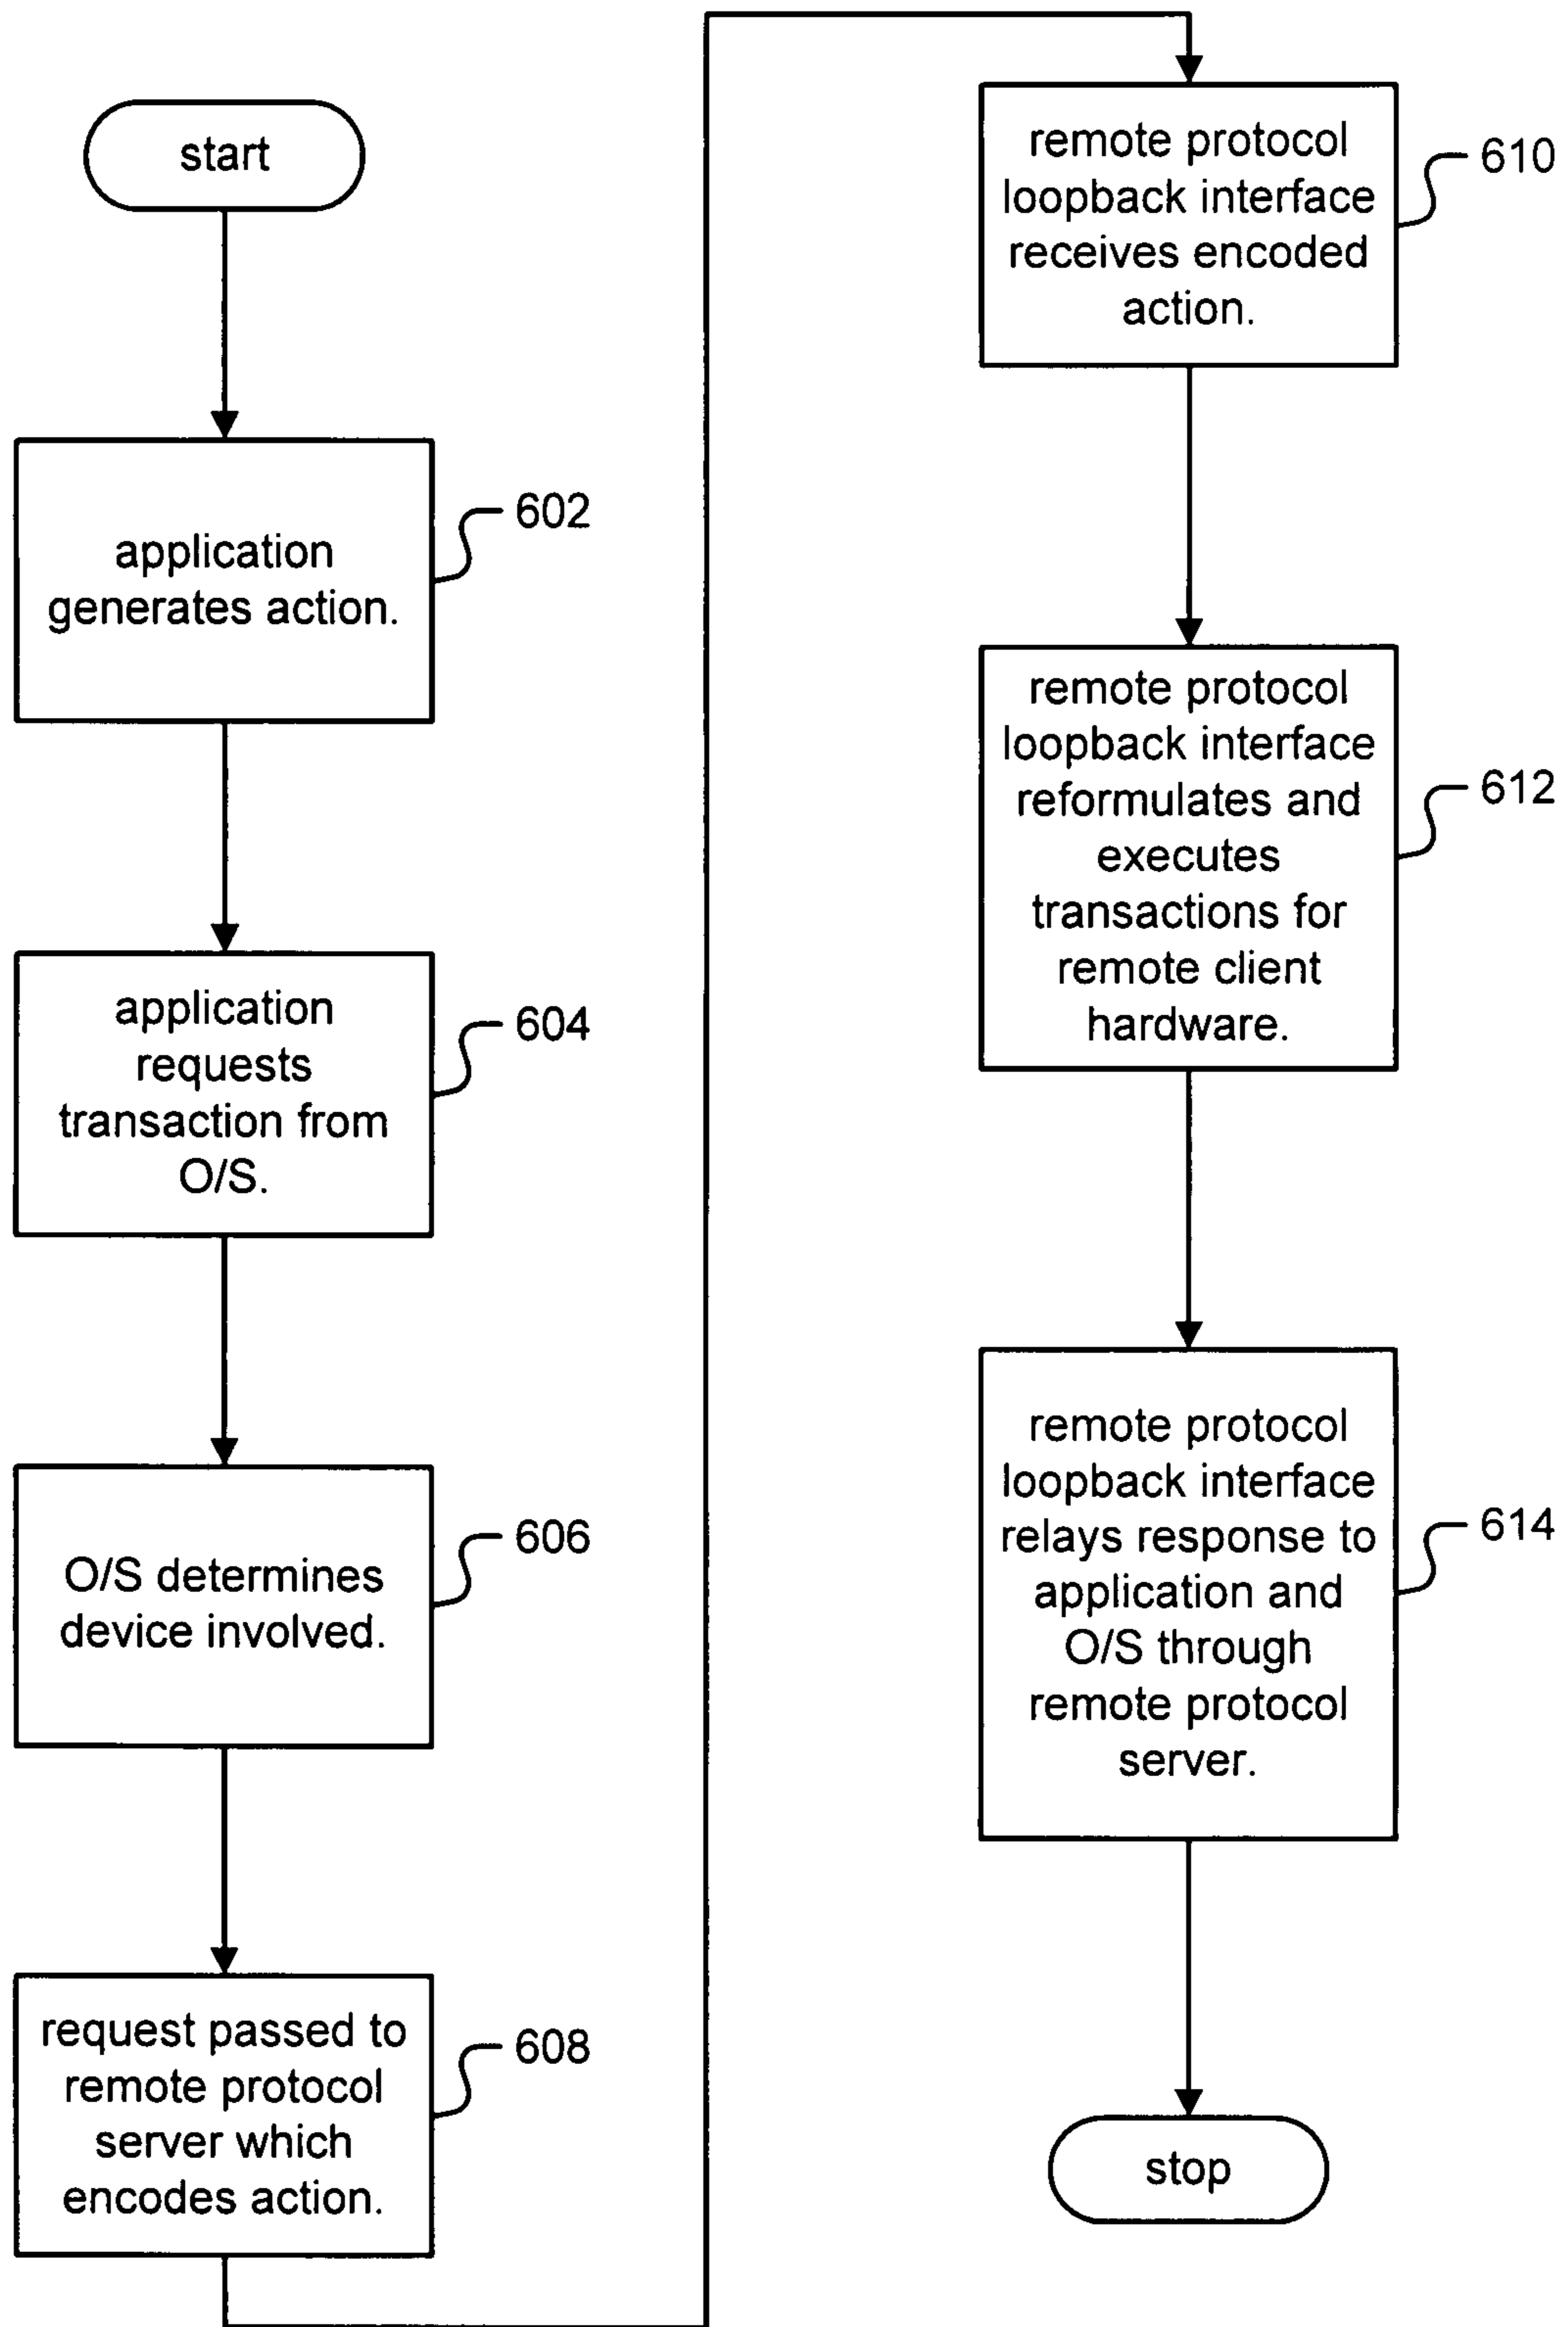 start
application
generates action.
602
application
requests
transaction from
O/S.
604
O/S determines
device involved.
606
request passed to
remote protocol
server which
encodes action.
608
remote protocol
loopback interface
receives encoded
action.
610
remote protocol
loopback interface
reformulates and
executes
transactions for
remote client
hardware.
612
remote protocol
loopback interface
relays response to
application and
O/S through
remote protocol
server.
614
stop